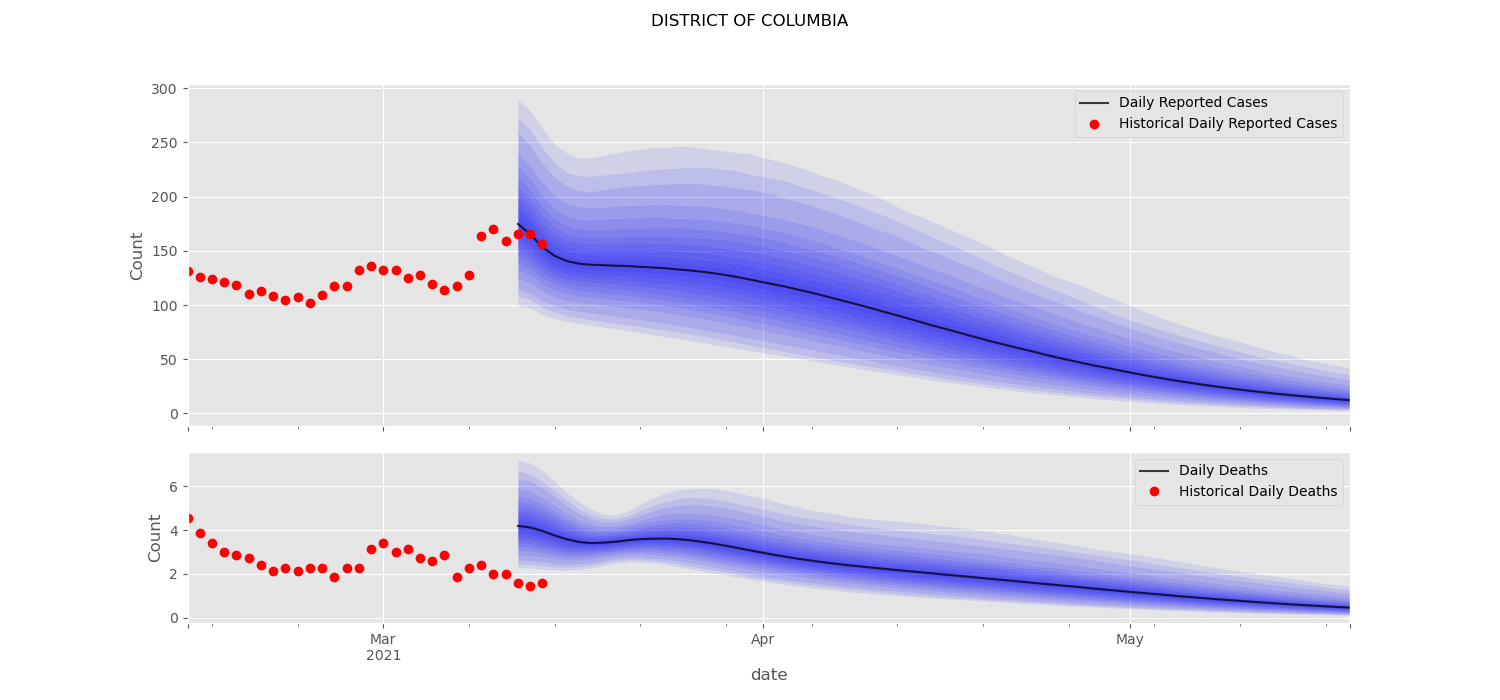 DISTRICT OF COLUMBIA
300
250
200
150
100
50
0
Count
Daily Reported Cases
Historical Daily Reported Cases
6
4
2
0
Count
Daily Deaths
Historical Daily Deaths
Mar
2021
Apr
May
date